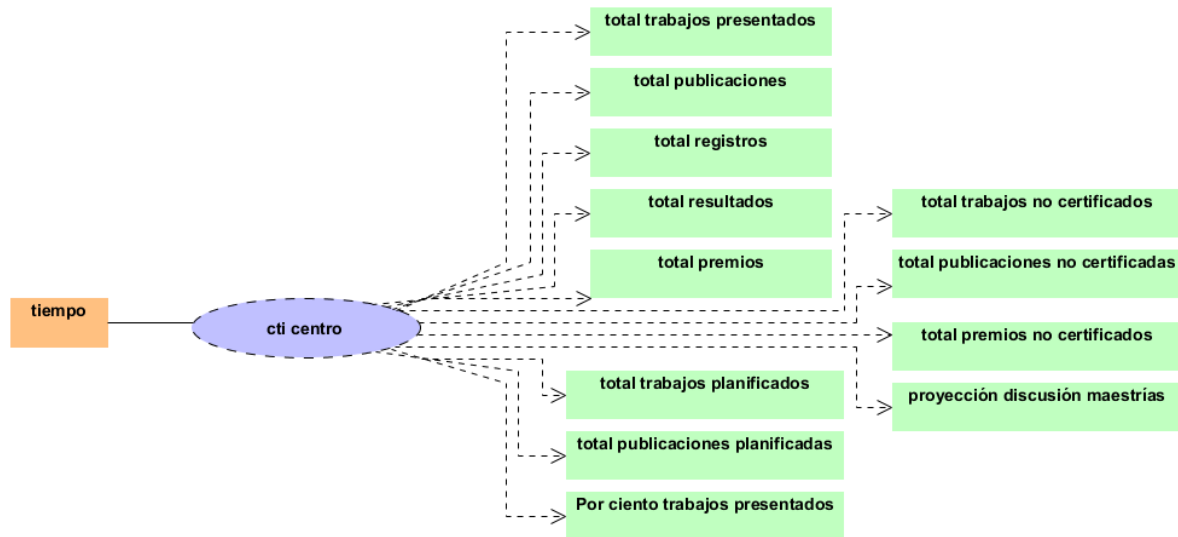 total trabajos presentados
total publicaciones
total registros
total resultados
total premios
total trabajos no certificados
total publicaciones no certificadas
total premios no certificados
proyección discusión maestrías
tiempo
cti centro
total trabajos planificados
total publicaciones planificadas
Por ciento trabajos presentados